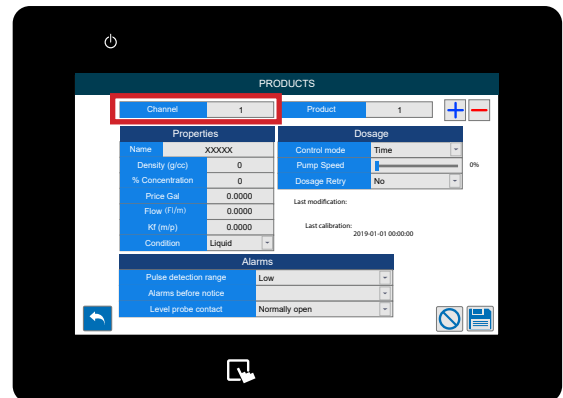 PRODUCTS
Channel 1 Product 1
Properties
Name XXXXX
Density (g/cc) 0
% Concentration 0
Price Gal 0.0000
Flow (Fl/m) 0.0000
Kf (m/p) 0.0000
Condition Liquid
Dosage
Control mode Time
Pump Speed 0%
Dosage Retry No
Last modification:
Last calibration:
2019-01-01 00:00:00
Alarms
Pulse detection range Low
Alarms before notice
Level probe contact Normally open